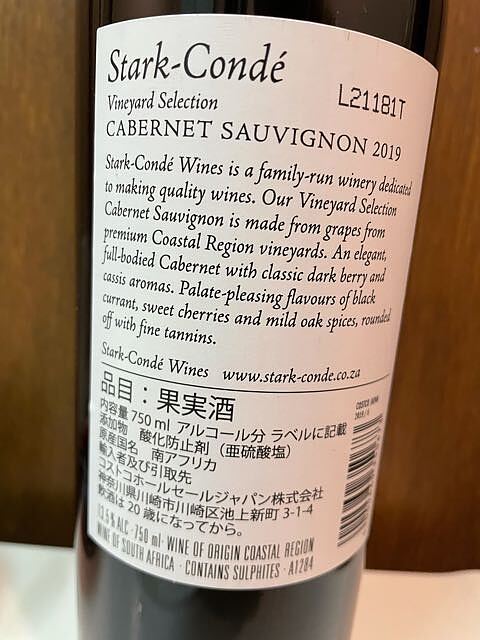 Stark-Condé
Vineyard Selection
L21181T
CABERNET SAUVIGNON 2019
Stark-Condé Wines is a family-run winery dedicated
to making quality wines. Our Vineyard Selection
Cabernet Sauvignon is made from grapes from
premium Coastal Region vineyards. An elegant,
full-bodied Cabernet with classic dark berry and
cassis aromas. Palate-pleasing flavours of black
currant, sweet cherries and mild oak spices, rounded
off with fine tannins.
Stark-Condé Wines www.stark-conde.co.za
品目：果実酒
内容量 750 ml アルコール分 ラベルに記載
添加物 酸化防止剤（亜硫酸塩）
原産国名 南アフリカ
輸入者及び引取先
コストコホールセールジャパン株式会社
神奈川県川崎市川崎区池上新町 3-1-4
飲酒は 20 歳になってから。
COSTCO JAPAN
13.5% ALC · 750 ml · WINE OF ORIGIN COASTAL REGION
WINE OF SOUTH AFRICA · CONTAINS SULPHITES · A1284